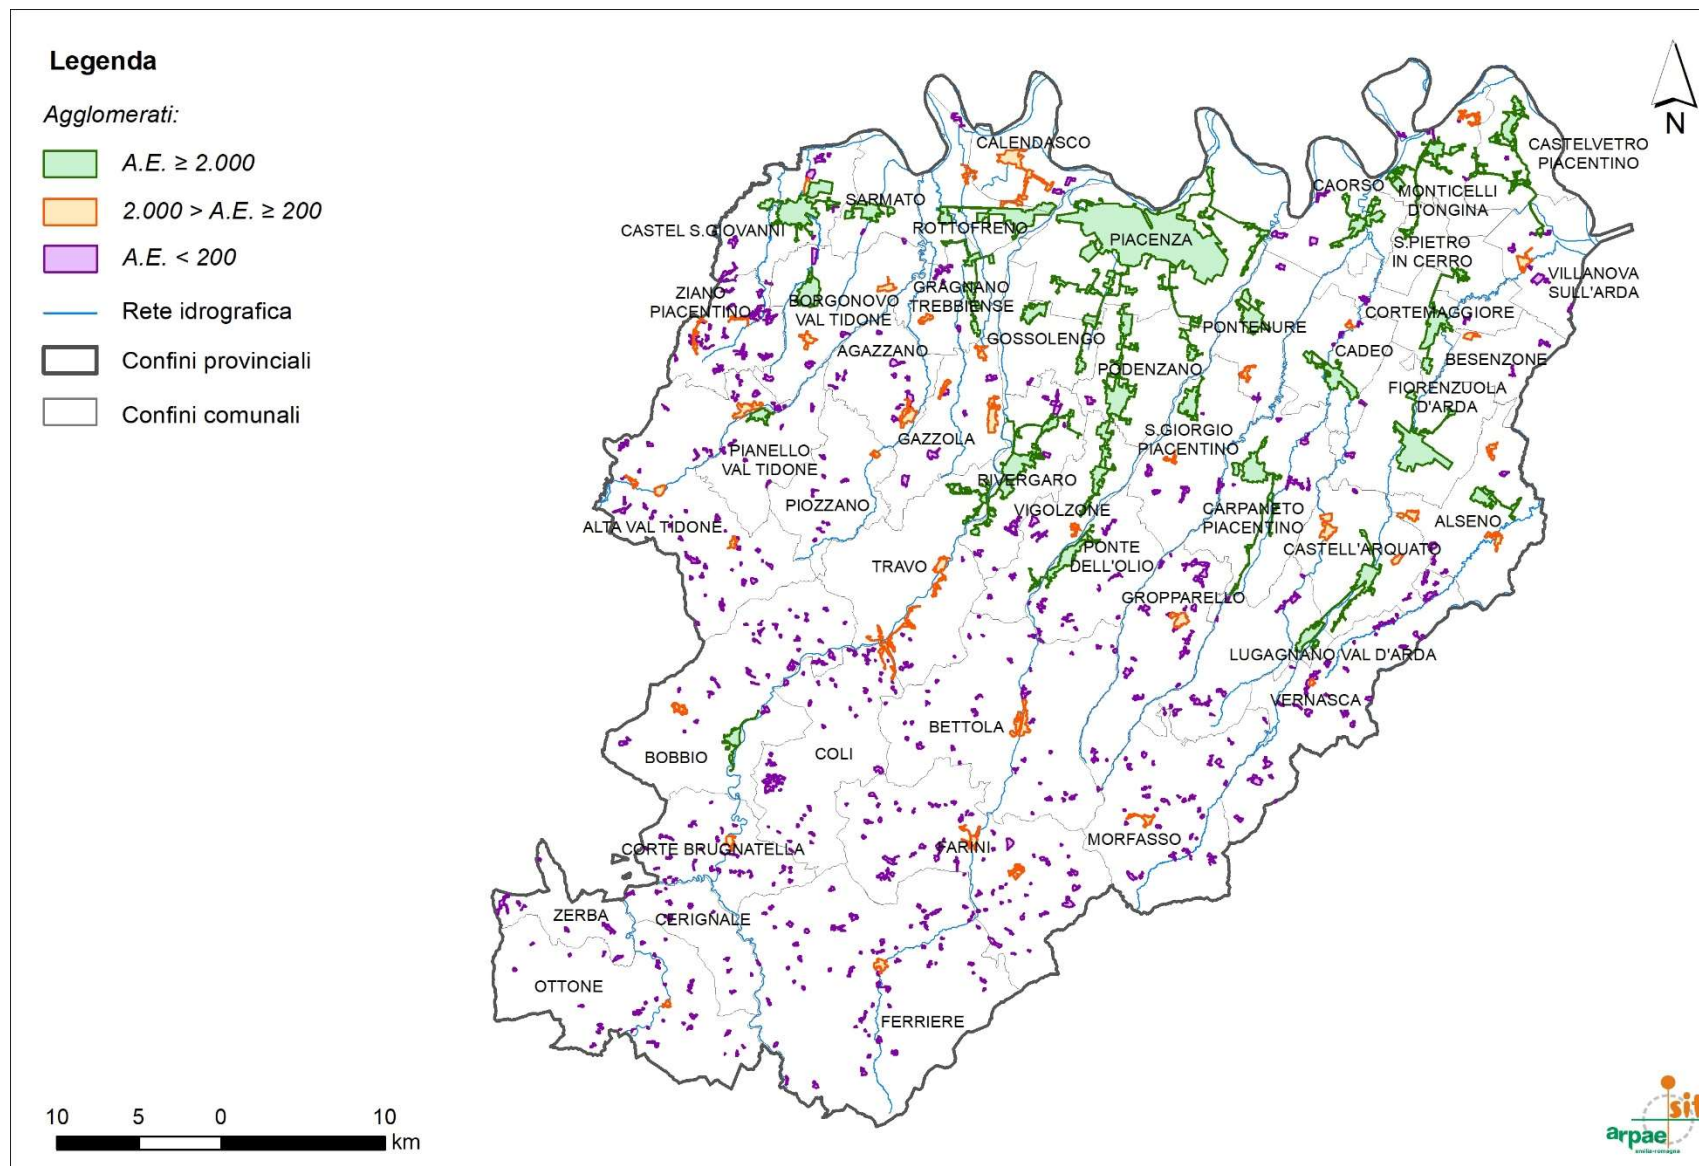 Legenda
Agglomerati:
A.E. ≥ 2.000
2.000 > A.E. ≥ 200
A.E. < 200
Rete idrografica
Confini provinciali
Confini comunali
N
CALENDASCO
CASTELVETRO
PIACENTINO
CAORSO
MONTICELLI
D'ONGINA
SARMATO
CASTEL S.GIOVANNI
ROTTOFRENO
PIACENZA
S.PIETRO
IN CERRO
VILLANOVA
SULL'ARDA
ZIANO
PIACENTINO
BORGONOVO
VAL TIDONE
GRAGNANO
TREBBIENSE
CORTEMAGGIORE
PONTENURE
GOSSOLENGO
AGAZZANO
CADEO
BESENZONE
PODENZANO
FIORENZUOLA
D'ARDA
S.GIORGIO
PIACENTINO
GAZZOLA
PIANELLO
VAL TIDONE
RIVERGARO
PIOZZANO
VIGOLZONE
CARPANETO
PIACENTINO
ALSENO
ALTA VAL TIDONE
CASTELL'ARQUATO
PONTE
DELL'OLIO
TRAVO
GROPPARELLO
LUGAGNANO VAL D'ARDA
VERNASCA
BETTOLA
BOBBIO
COLI
MORFASSO
CORTE BRUGNATELLA
FARINI
ZERBA
CERIGNALE
OTTONE
FERRIERE
10 5 0 10
km
arpae
emilia-romagna